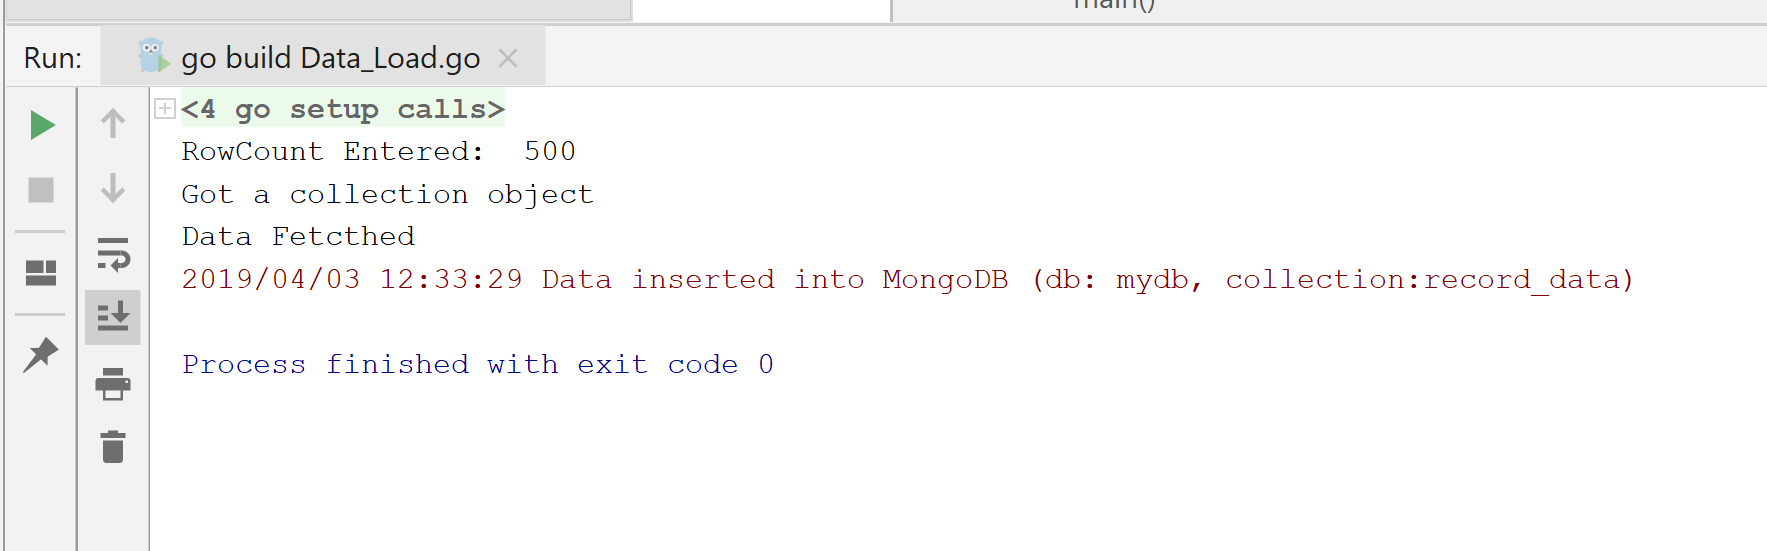 main()
Run: go build Data_Load.go
<4 go setup calls>
RowCount Entered:  500
Got a collection object
Data Fetcthed
2019/04/03 12:33:29 Data inserted into MongoDB (db: mydb, collection:record_data)
Process finished with exit code 0